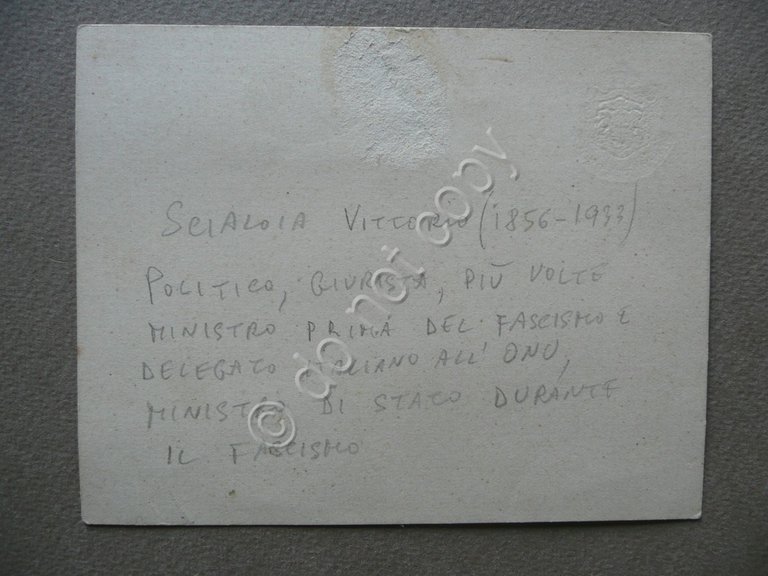 SCIALOIA VITTORIO (1856-1933)
POLITICO, GIURISTA, PIÙ VOLTE
MINISTRO PRIMA DEL FASCISMO E
DELEGATO ITALIANO ALL'ONU,
MINISTRO DI STATO DURANTE
IL FASCISMO
© do not copy